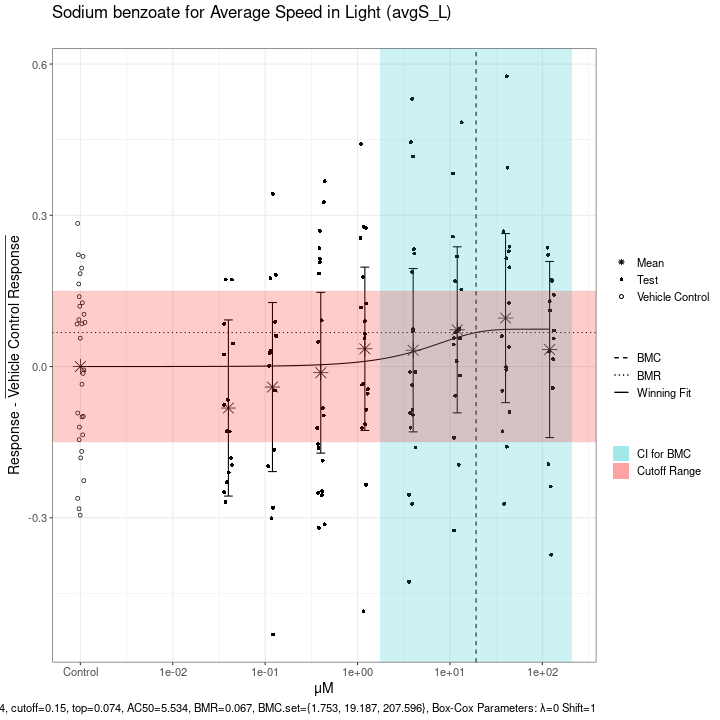 Sodium benzoate for Average Speed in Light (avgS_L)
Response - Vehicle Control Response
0.6
0.3
0.0
-0.3
Control
1e-02
1e-01
1e+00
1e+01
1e+02
µM
Mean
Test
Vehicle Control
BMC
BMR
Winning Fit
CI for BMC
Cutoff Range
4, cutoff=0.15, top=0.074, AC50=5.534, BMR=0.067, BMC.set={1.753, 19.187, 207.596}, Box-Cox Parameters: λ=0 Shift=1